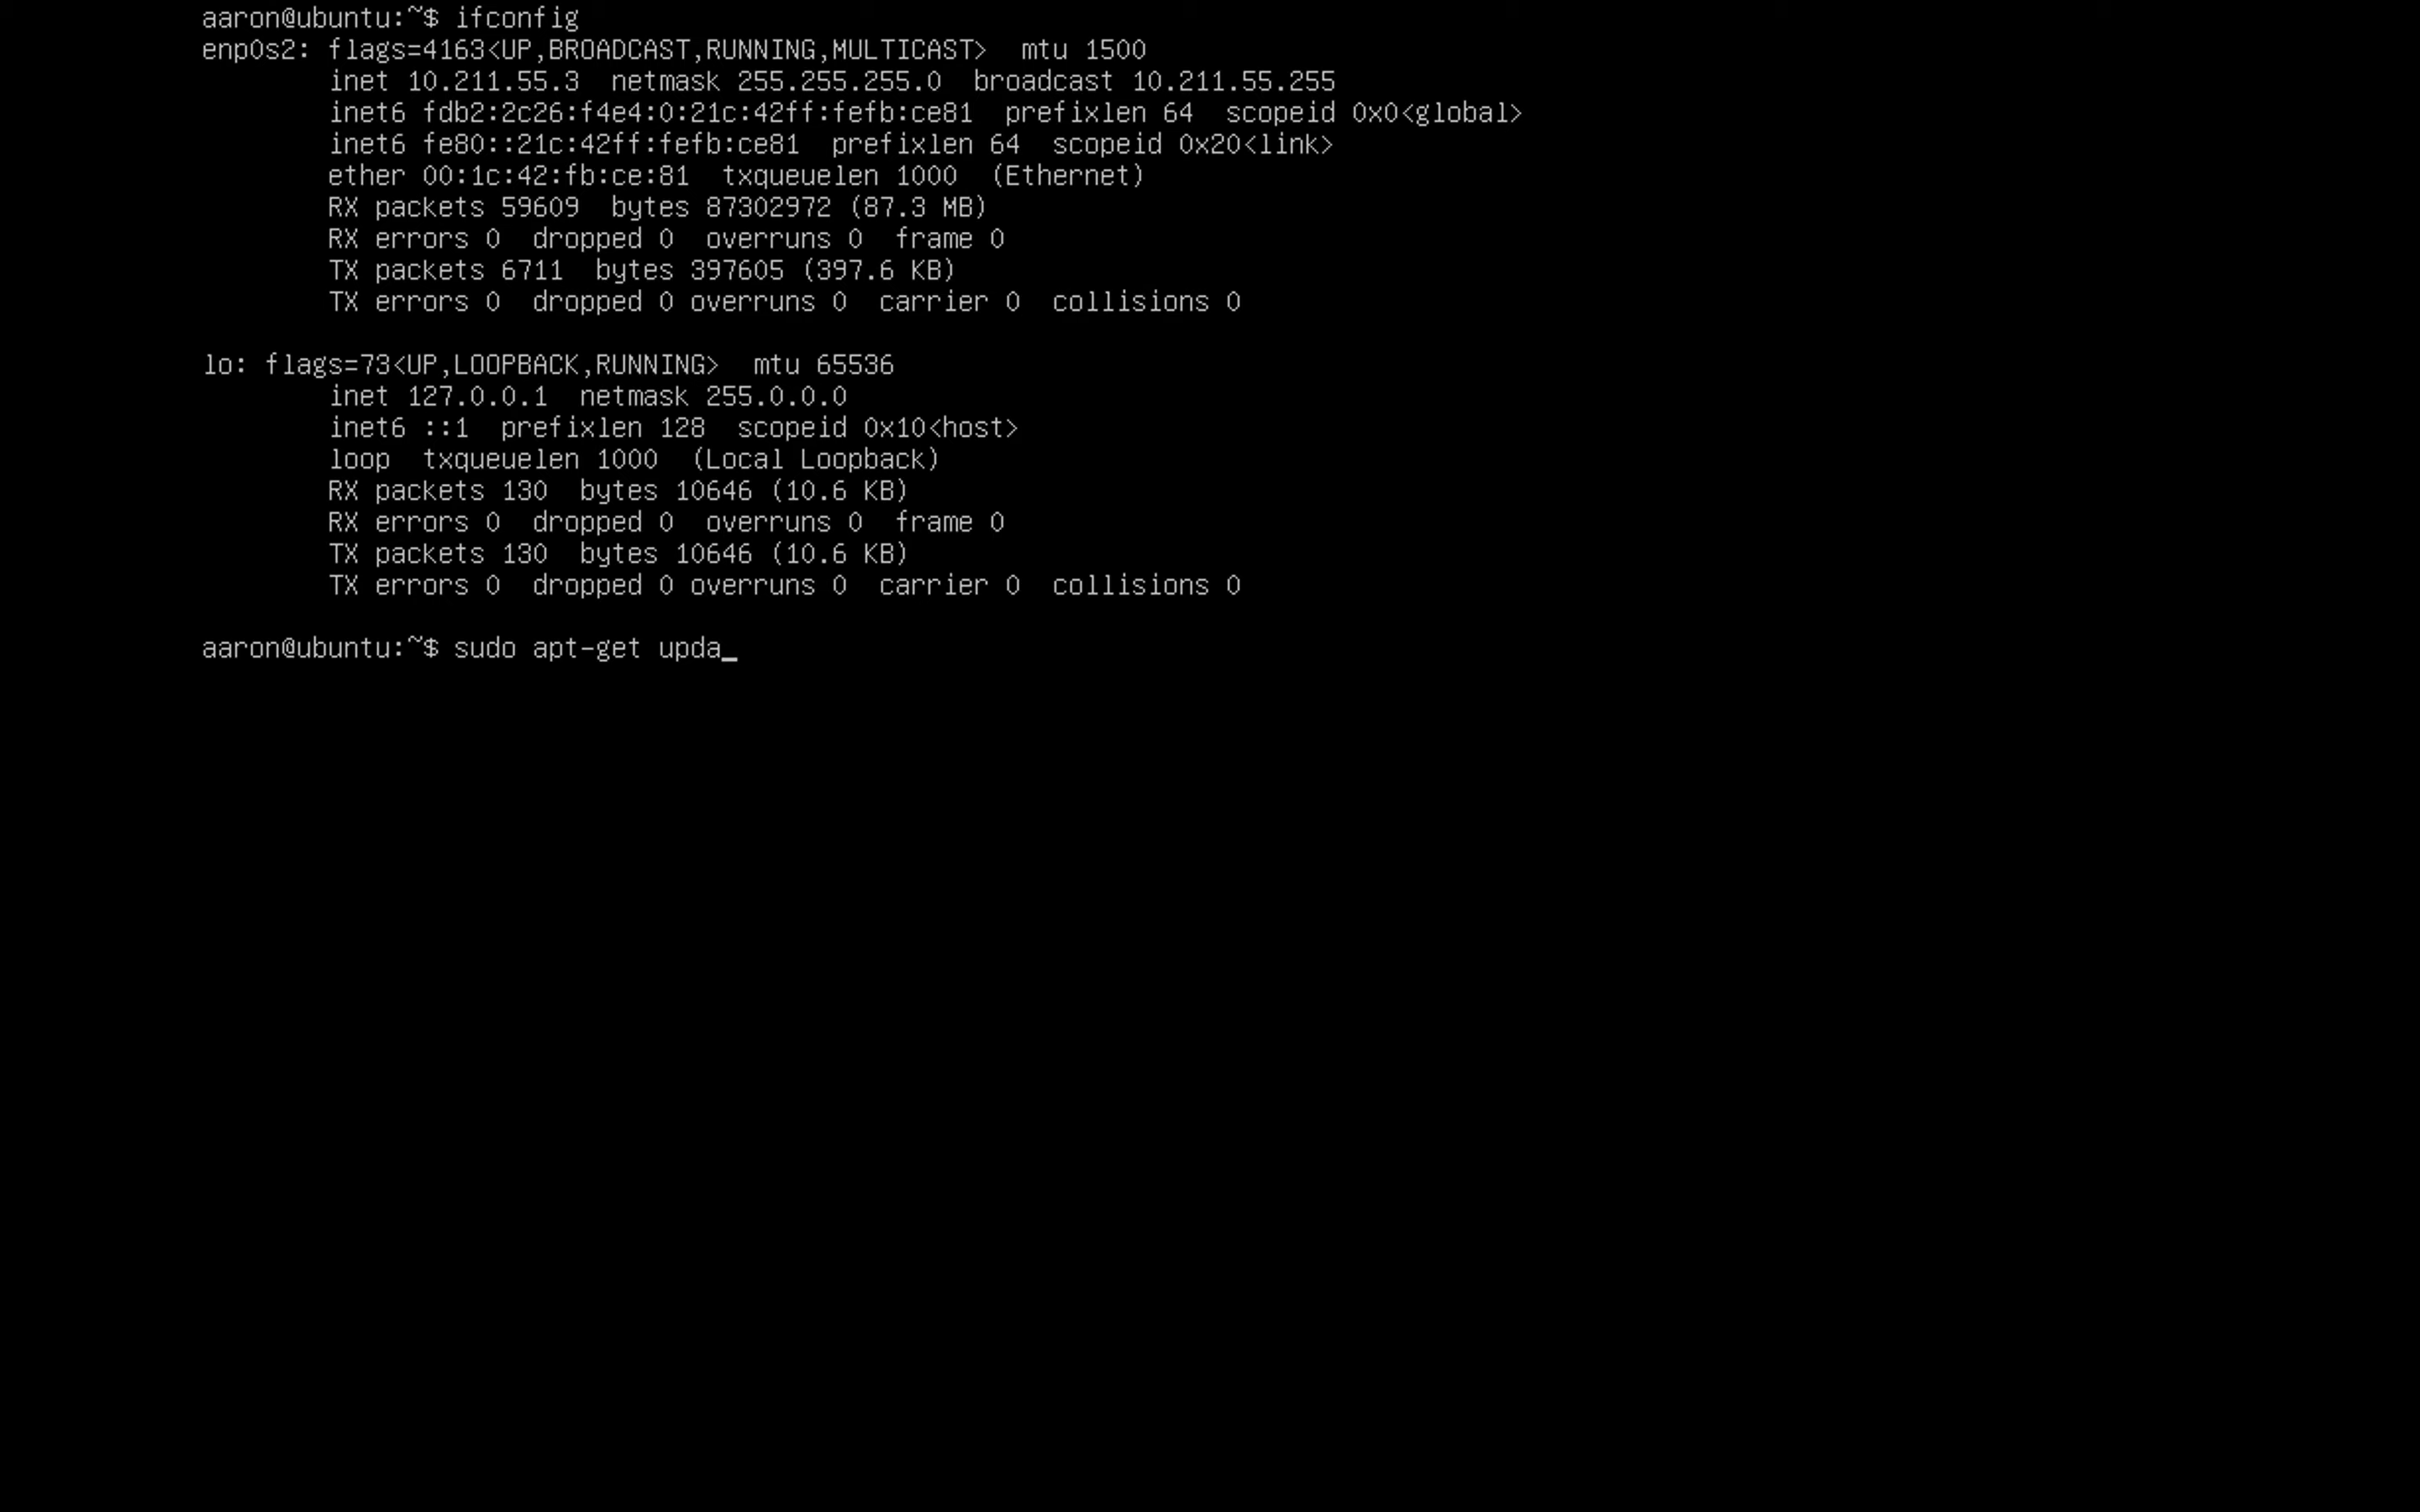 aaron@ubuntu:~$ ifconfig
enp0s2: flags=4163<UP,BROADCAST,RUNNING,MULTICAST>  mtu 1500
        inet 10.211.55.3  netmask 255.255.255.0  broadcast 10.211.55.255
        inet6 fdb2:2c26:f4e4:0:21c:42ff:fefb:ce81  prefixlen 64  scopeid 0x0<global>
        inet6 fe80::21c:42ff:fefb:ce81  prefixlen 64  scopeid 0x20<link>
        ether 00:1c:42:fb:ce:81  txqueuelen 1000  (Ethernet)
        RX packets 59609  bytes 87302972 (87.3 MB)
        RX errors 0  dropped 0  overruns 0  frame 0
        TX packets 6711  bytes 397605 (397.6 KB)
        TX errors 0  dropped 0 overruns 0  carrier 0  collisions 0

lo: flags=73<UP,LOOPBACK,RUNNING>  mtu 65536
        inet 127.0.0.1  netmask 255.0.0.0
        inet6 ::1  prefixlen 128  scopeid 0x10<host>
        loop  txqueuelen 1000  (Local Loopback)
        RX packets 130  bytes 10646 (10.6 KB)
        RX errors 0  dropped 0  overruns 0  frame 0
        TX packets 130  bytes 10646 (10.6 KB)
        TX errors 0  dropped 0 overruns 0  carrier 0  collisions 0

aaron@ubuntu:~$ sudo apt-get upda_